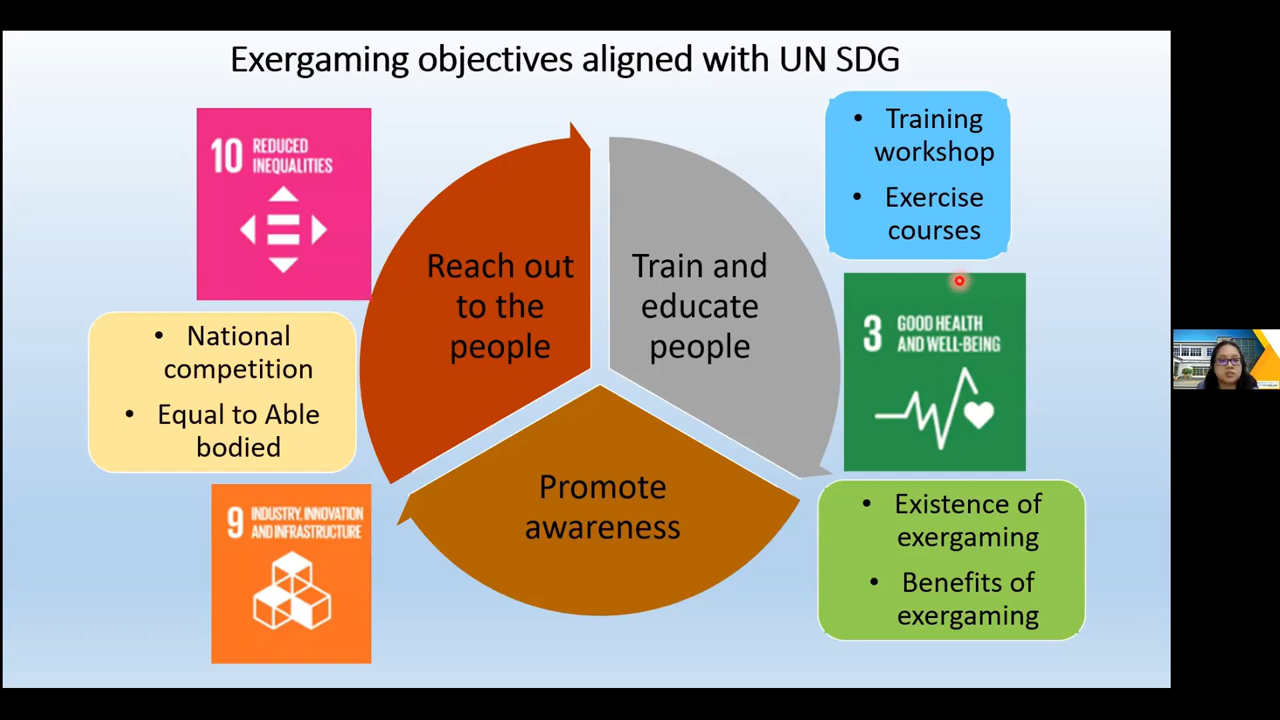 Exergaming objectives aligned with UN SDG
10 REDUCED
INEQUALITIES
Reach out
to the
people
Train and
educate
people
• Training
workshop
• Exercise
courses
• National
competition
• Equal to Able
bodied
3 GOOD HEALTH
AND WELL-BEING
Promote
awareness
9 INDUSTRY, INNOVATION
AND INFRASTRUCTURE
• Existence of
exergaming
• Benefits of
exergaming